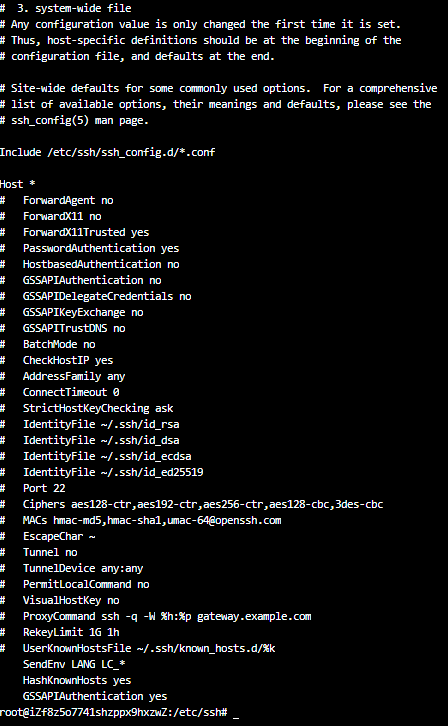 #  3. system-wide file
# Any configuration value is only changed the first time it is set.
# Thus, host-specific definitions should be at the beginning of the
# configuration file, and defaults at the end.
# Site-wide defaults for some commonly used options.  For a comprehensive
# list of available options, their meanings and defaults, please see the
# ssh_config(5) man page.
Include /etc/ssh/ssh_config.d/*.conf
Host *
#   ForwardAgent no
#   ForwardX11 no
#   ForwardX11Trusted yes
#   PasswordAuthentication yes
#   HostbasedAuthentication no
#   GSSAPIAuthentication no
#   GSSAPIDelegateCredentials no
#   GSSAPIKeyExchange no
#   GSSAPITrustDNS no
#   BatchMode no
#   CheckHostIP yes
#   AddressFamily any
#   ConnectTimeout 0
#   StrictHostKeyChecking ask
#   IdentityFile ~/.ssh/id_rsa
#   IdentityFile ~/.ssh/id_dsa
#   IdentityFile ~/.ssh/id_ecdsa
#   IdentityFile ~/.ssh/id_ed25519
#   Port 22
#   Ciphers aes128-ctr,aes192-ctr,aes256-ctr,aes128-cbc,3des-cbc
#   MACs hmac-md5,hmac-sha1,umac-64@openssh.com
#   EscapeChar ~
#   Tunnel no
#   TunnelDevice any:any
#   PermitLocalCommand no
#   VisualHostKey no
#   ProxyCommand ssh -q -W %h:%p gateway.example.com
#   RekeyLimit 1G 1h
#   UserKnownHostsFile ~/.ssh/known_hosts.d/%k
    SendEnv LANG LC_*
    HashKnownHosts yes
    GSSAPIAuthentication yes
root@iZf8z5o7741shzppx9hxzwZ:/etc/ssh# _